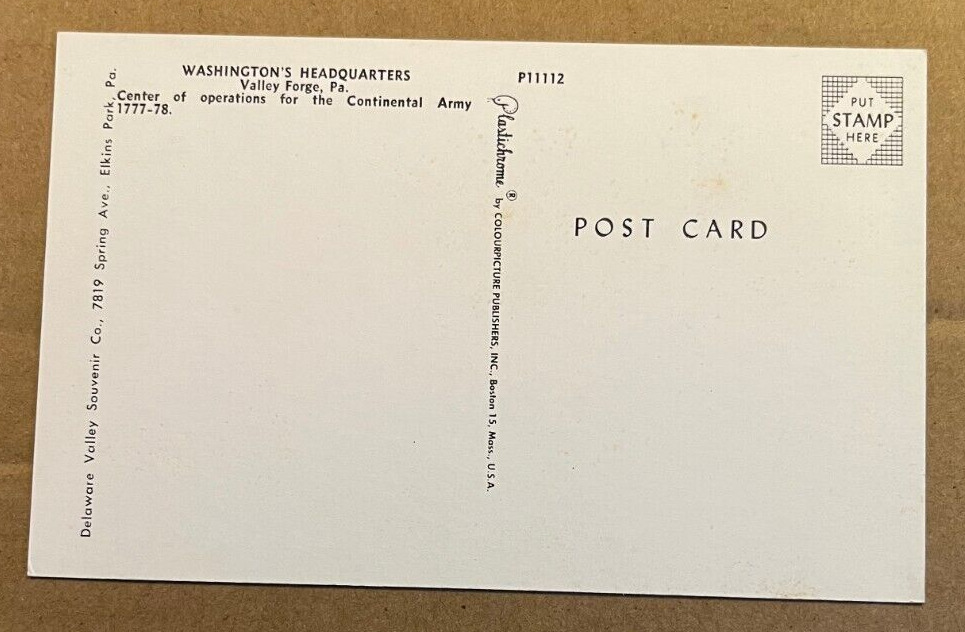 WASHINGTON'S HEADQUARTERS
Valley Forge, Pa.
Center of operations for the Continental Army
1777-78.
Delaware Valley Souvenir Co., 7819 Spring Ave., Elkins Park, Pa.
P11112
Plastichrome ® by COLOURPICTURE PUBLISHERS, INC., Boston 15, Mass., U.S.A.
PUT
STAMP
HERE
POST CARD